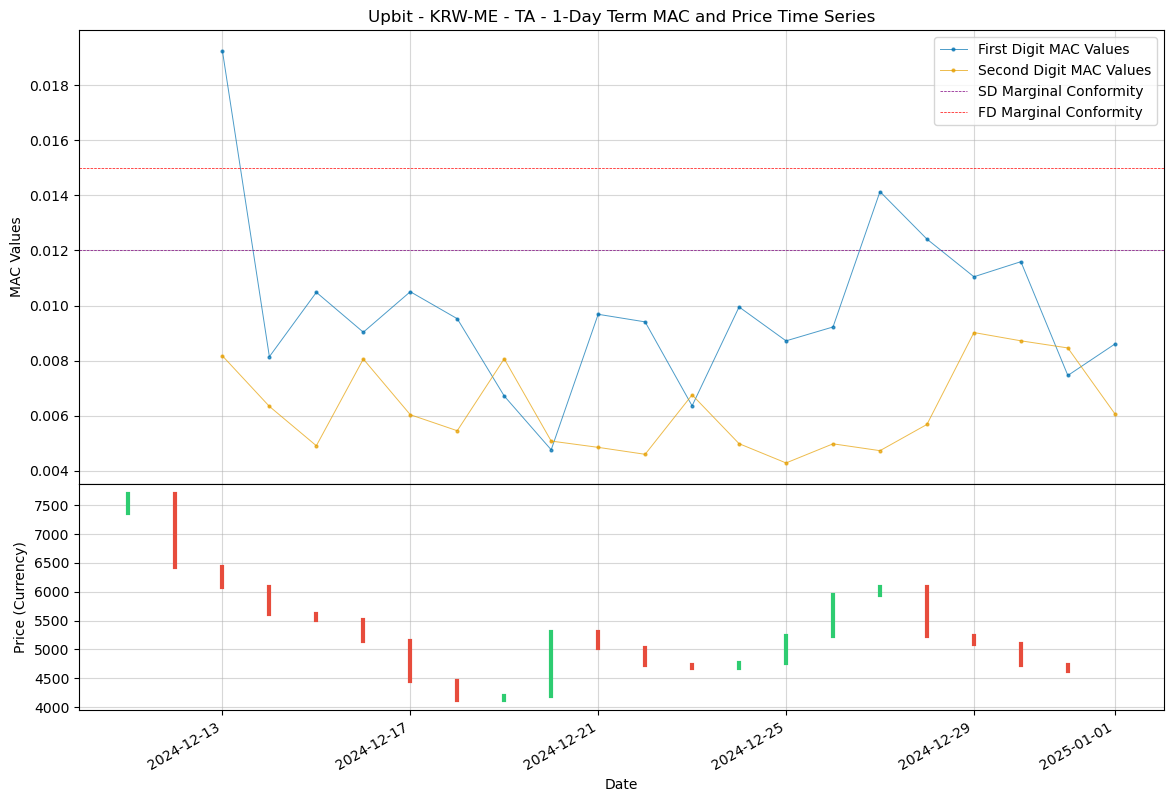 Upbit - KRW-ME - TA - 1-Day Term MAC and Price Time Series
First Digit MAC Values
Second Digit MAC Values
SD Marginal Conformity
FD Marginal Conformity
MAC Values
0.018
0.016
0.014
0.012
0.010
0.008
0.006
0.004
Price (Currency)
7500
7000
6500
6000
5500
5000
4500
4000
2024-12-13
2024-12-17
2024-12-21
2024-12-25
2024-12-29
2025-01-01
Date